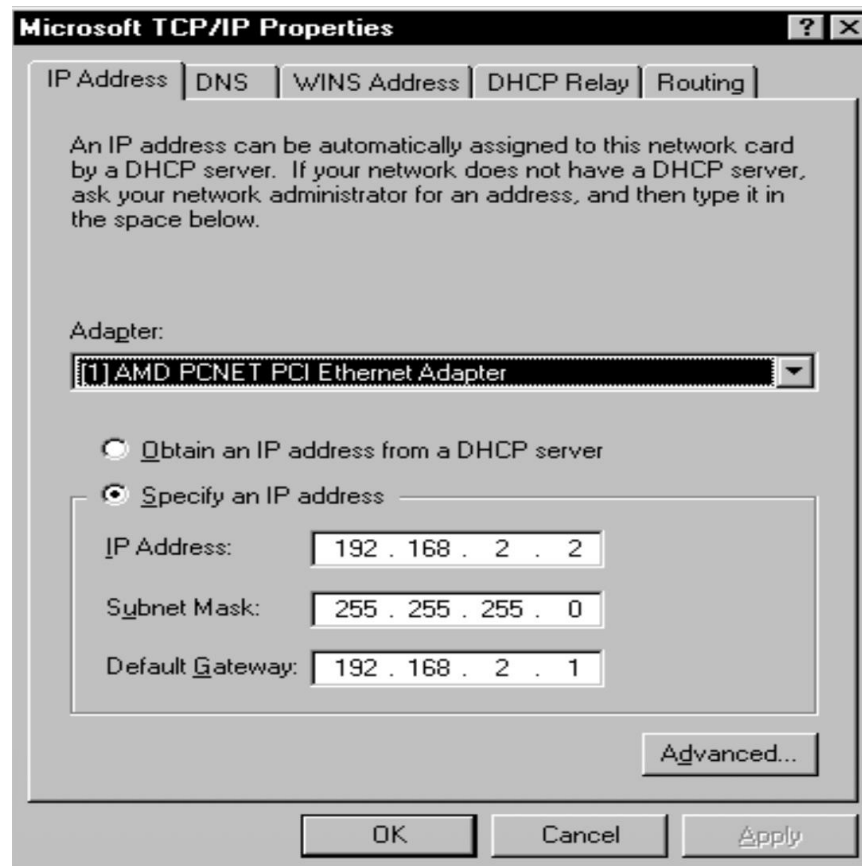 Microsoft TCP/IP Properties
? X
IP Address DNS WINS Address DHCP Relay Routing
An IP address can be automatically assigned to this network card
by a DHCP server. If your network does not have a DHCP server,
ask your network administrator for an address, and then type it in
the space below.
Adapter:
[1] AMD PCNET PCI Ethernet Adapter
Obtain an IP address from a DHCP server
Specify an IP address
IP Address: 192 . 168 . 2 . 2
Subnet Mask: 255 . 255 . 255 . 0
Default Gateway: 192 . 168 . 2 . 1
Advanced...
OK Cancel Apply